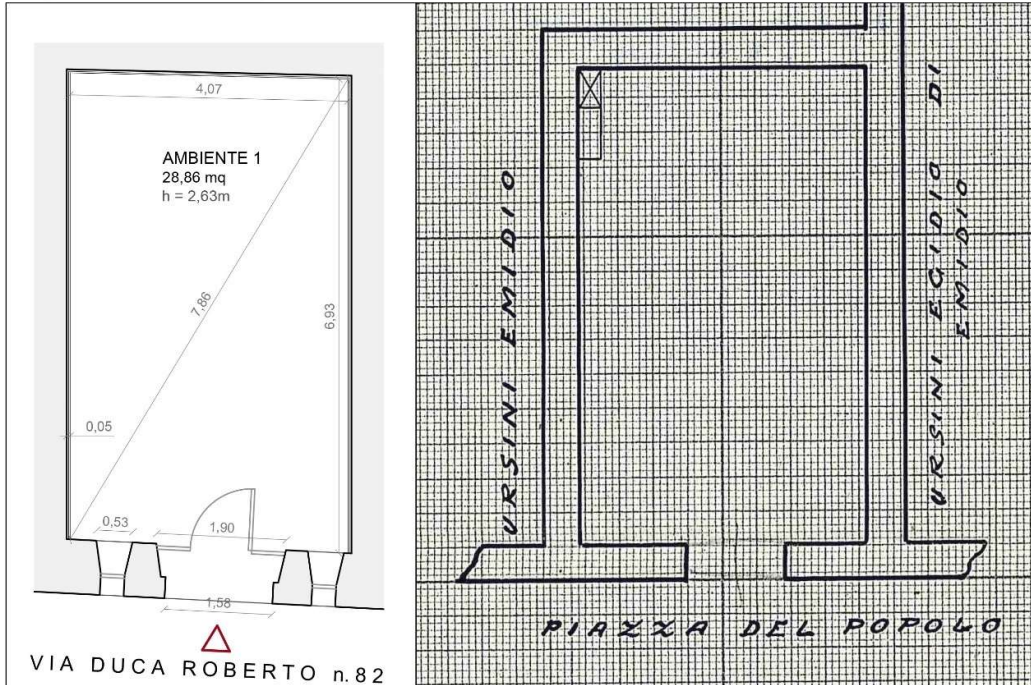 4,07
AMBIENTE 1
28,86 mq
h = 2,63m
7,86
6,93
0,05
0,53
1,90
1,58
VIA DUCA ROBERTO n.82
URSINI EMIDIO
URSINI EGIDIO DI
EMIDIO
PIAZZA DEL POPOLO